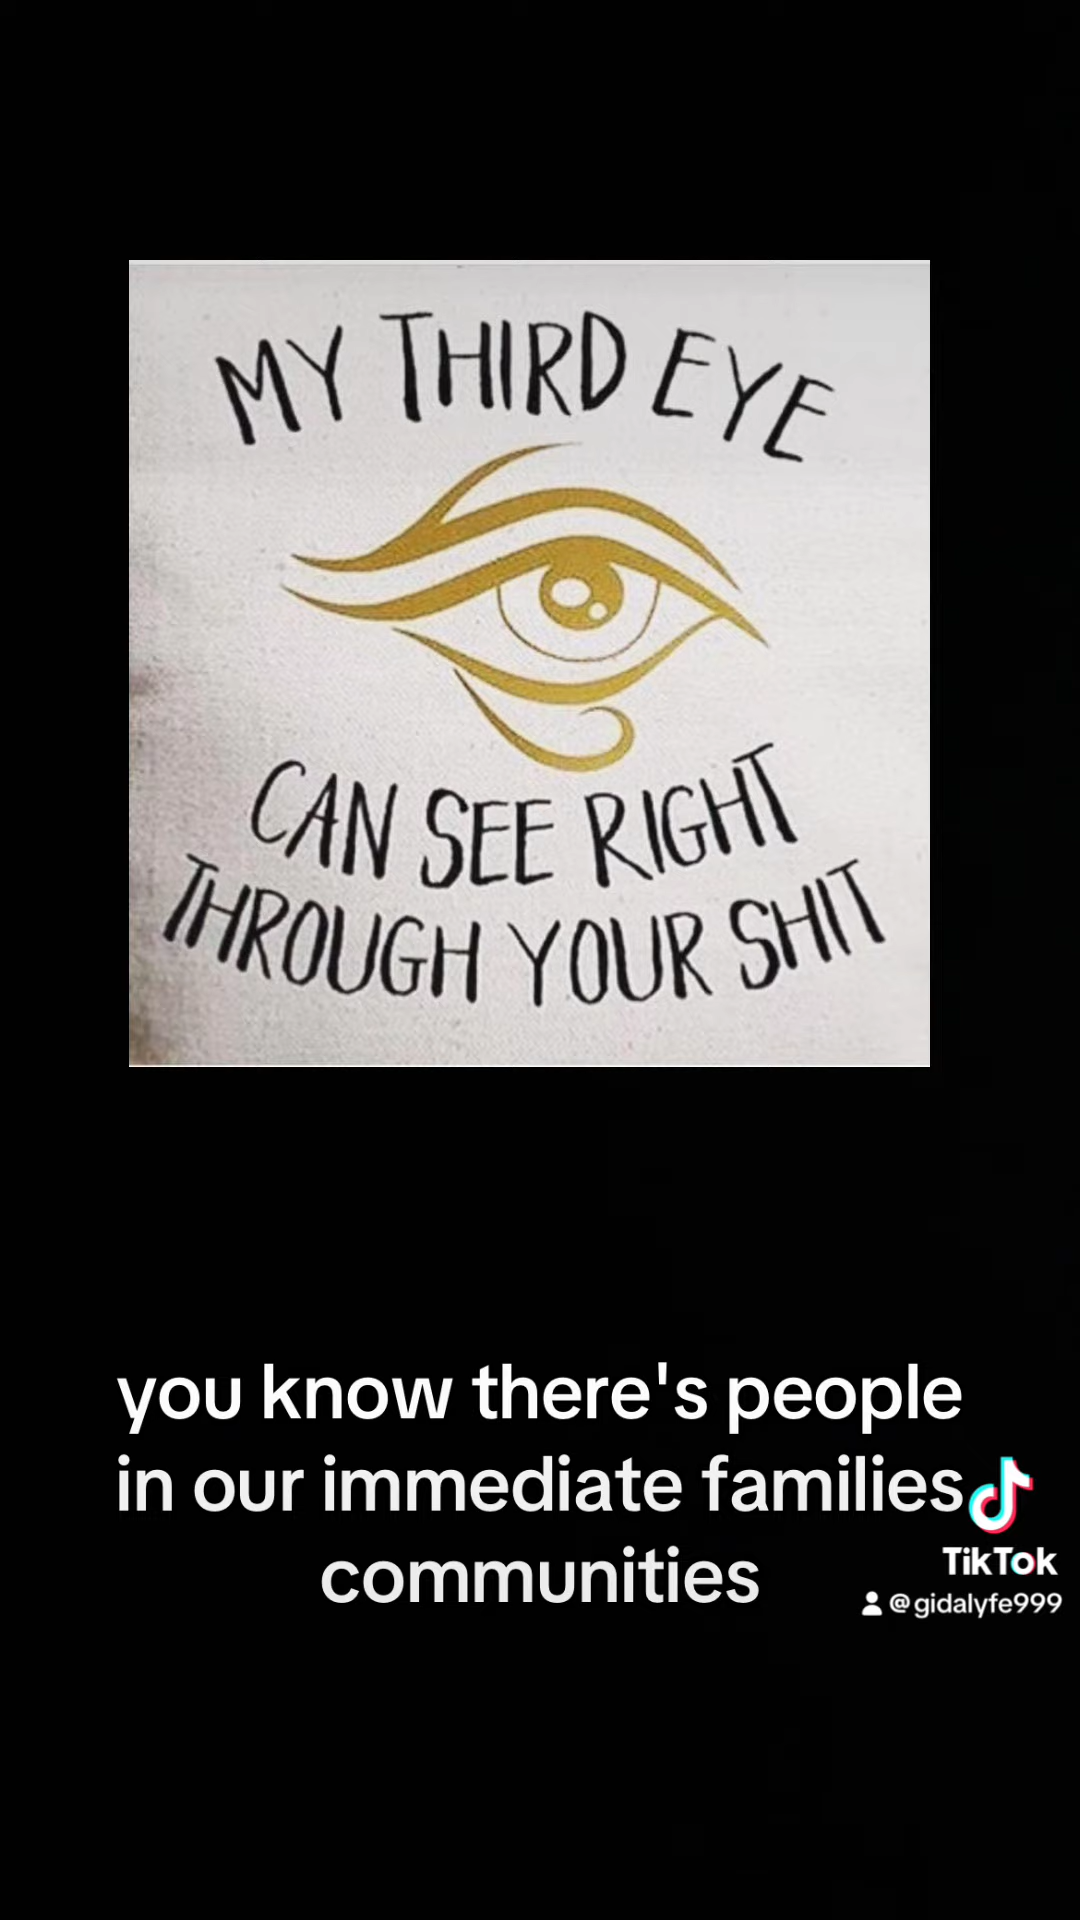 MY THIRD EYE
CAN SEE RIGHT
THROUGH YOUR SHIT
you know there's people
in our immediate families
communities
TikTok
@gidalyfe999